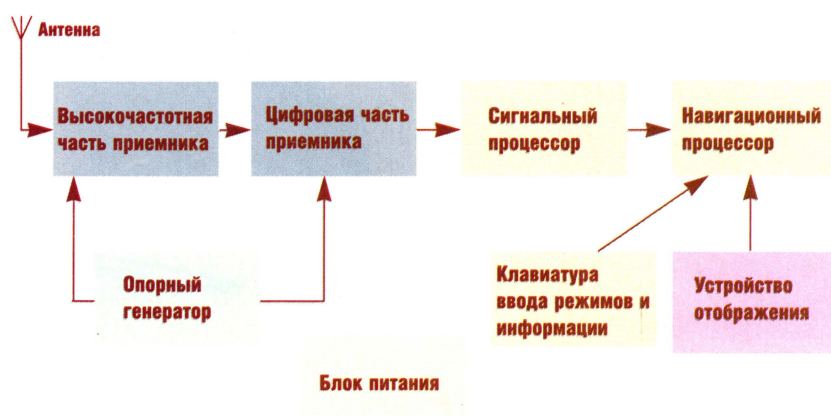 Антенна
Высокочастотная
часть приемника
Цифровая часть
приемника
Сигнальный
процессор
Навигационный
процессор
Опорный
генератор
Клавиатура
ввода режимов и
информации
Устройство
отображения
Блок питания